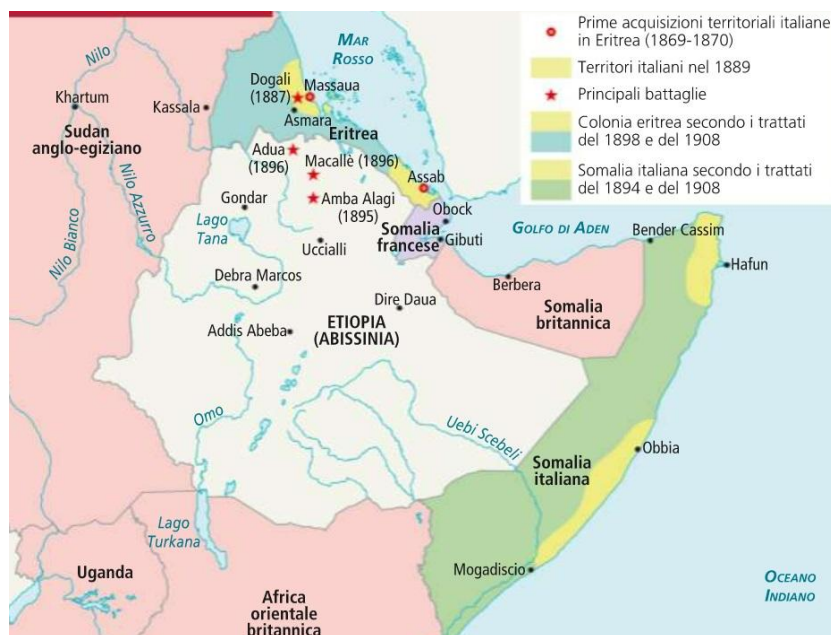 Prime acquisizioni territoriali italiane
in Eritrea (1869-1870)
Territori italiani nel 1889
Principali battaglie
Colonia eritrea secondo i trattati
del 1898 e del 1908
Somalia italiana secondo i trattati
del 1894 e del 1908
MAR
ROSSO
Nilo
Khartum
Kassala
Sudan
anglo-egiziano
Dogali
(1887)
Massaua
Asmara
Eritrea
Adua
(1896)
Macallè (1896)
Assab
Amba Alagi
(1895)
Gondar
Lago
Tana
Nilo Bianco
Nilo Azzurro
Uccialli
Obock
Somalia
francese
Gibuti
GOLFO DI ADEN
Bender Cassim
Hafun
Debra Marcos
Berbera
Dire Daua
Somalia
britannica
Addis Abeba
ETIOPIA
(ABISSINIA)
Omo
Uebi Scebeli
Obbia
Somalia
italiana
Lago
Turkana
Uganda
Mogadiscio
Africa
orientale
britannica
OCEANO
INDIANO